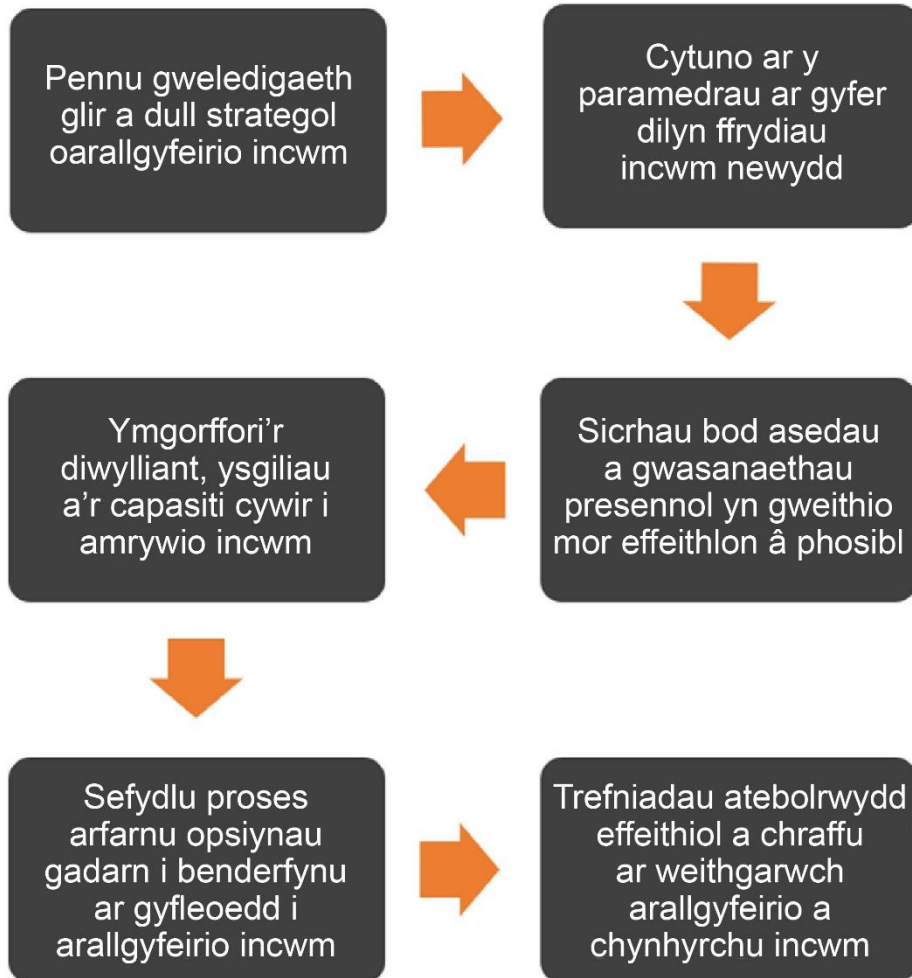 Pennu gweledigaeth
glir a dull strategol
oarallgyfeirio incwm
Cytuno ar y
paramedrau ar gyfer
dilyn ffrydiau
incwm newydd
Sicrhau bod asedau
a gwasanaethau
presennol yn gweithio
mor effeithlon â phosibl
Ymgorffori’r
diwylliant, ysgiliau
a’r capasiti cywir i
amrywio incwm
Sefydlu proses
arfarnu opsiynau
gadarn i benderfynu
ar gyfleoedd i
arallgyfeirio incwm
Trefniadau atebolrwydd
effeithiol a chraffu
ar weithgarwch
arallgyfeirio a
chynhyrchu incwm